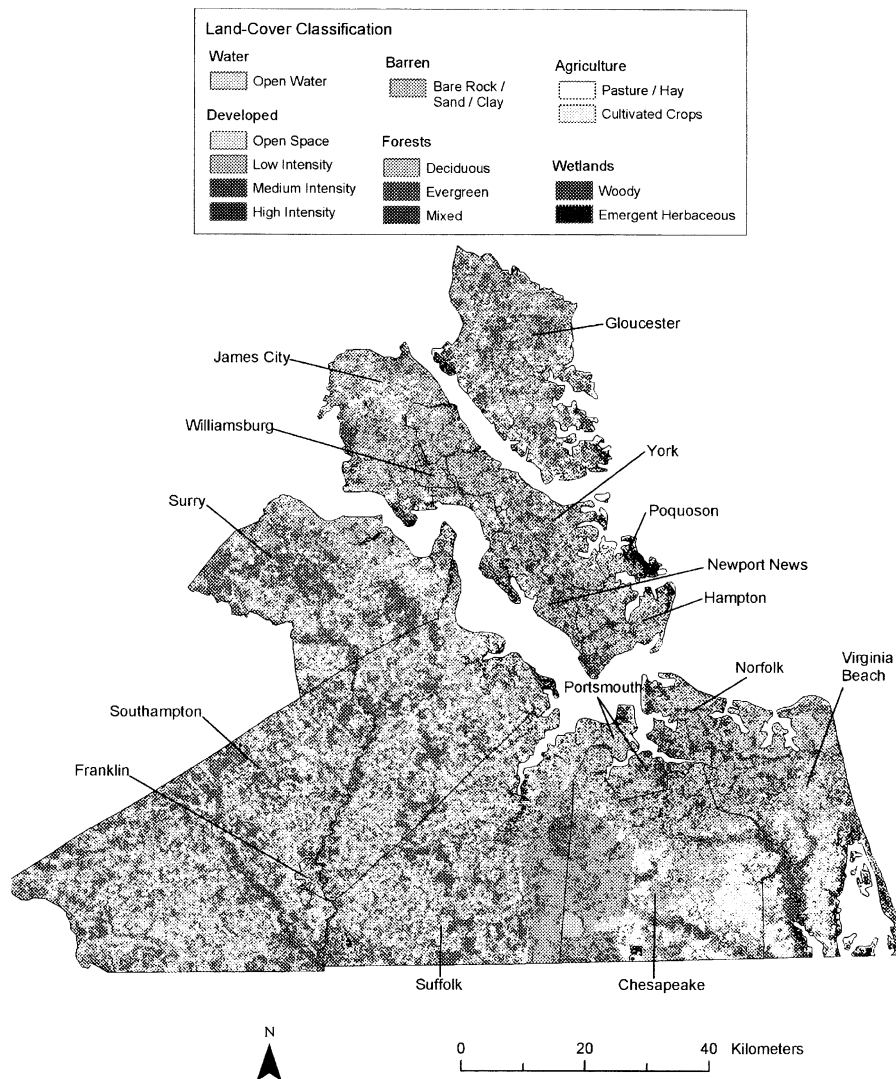 Land-Cover Classification
Water
Open Water
Developed
Open Space
Low Intensity
Medium Intensity
High Intensity
Barren
Bare Rock /
Sand / Clay
Forests
Deciduous
Evergreen
Mixed
Agriculture
Pasture / Hay
Cultivated Crops
Wetlands
Woody
Emergent Herbaceous
Gloucester
James City
Williamsburg
York
Surry
Poquoson
Newport News
Hampton
Virginia
Beach
Norfolk
Portsmouth
Southampton
Franklin
Suffolk
Chesapeake
N
0 20 40 Kilometers